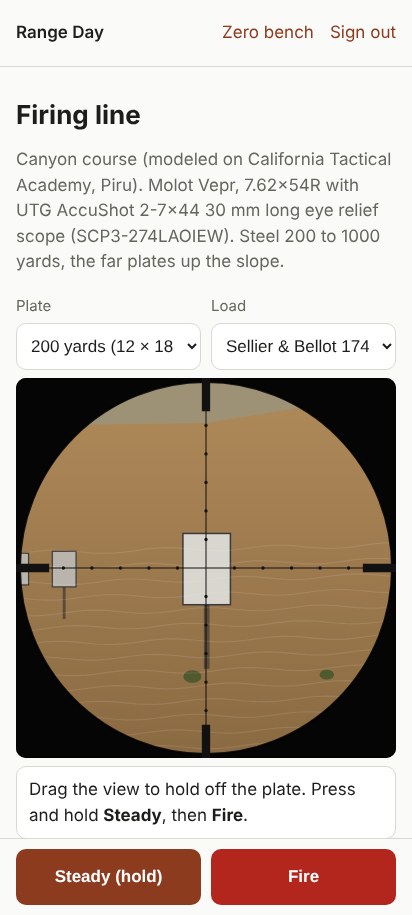 Range Day
Zero bench
Sign out
Firing line
Canyon course (modeled on California Tactical
Academy, Piru). Molot Vepr, 7.62×54R with
UTG AccuShot 2-7×44 30 mm long eye relief
scope (SCP3-274LAOIEW). Steel 200 to 1000
yards, the far plates up the slope.
Plate
Load
200 yards (12 × 18
Sellier & Bellot 174
Drag the view to hold off the plate. Press
and hold Steady, then Fire.
Steady (hold)
Fire